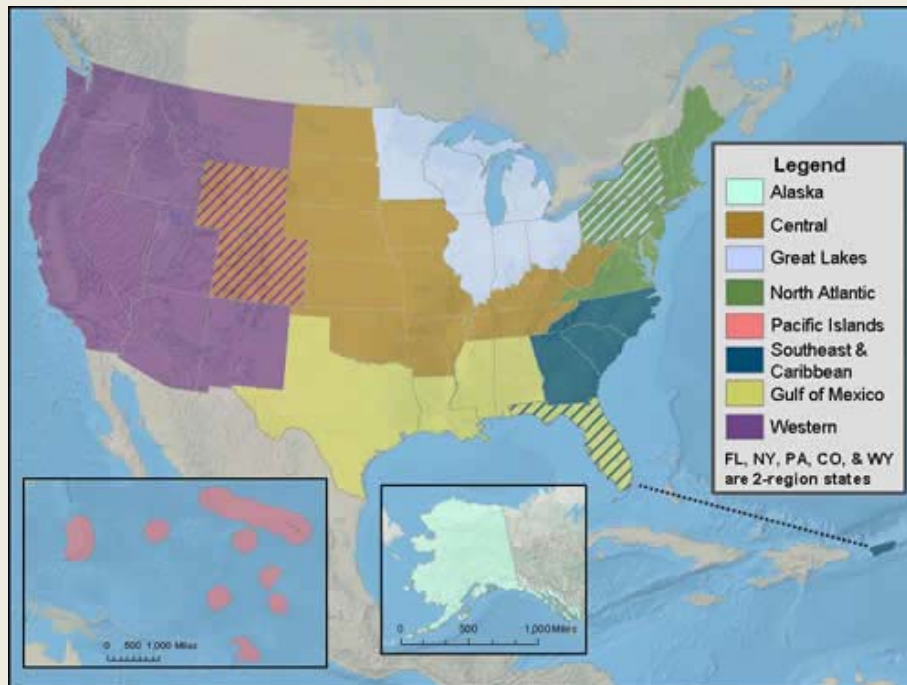 Legend
Alaska
Central
Great Lakes
North Atlantic
Pacific Islands
Southeast &
Caribbean
Gulf of Mexico
Western
FL, NY, PA, CO, & WY
are 2-region states
0 500 1,000 Miles
0 500 1,000 Miles